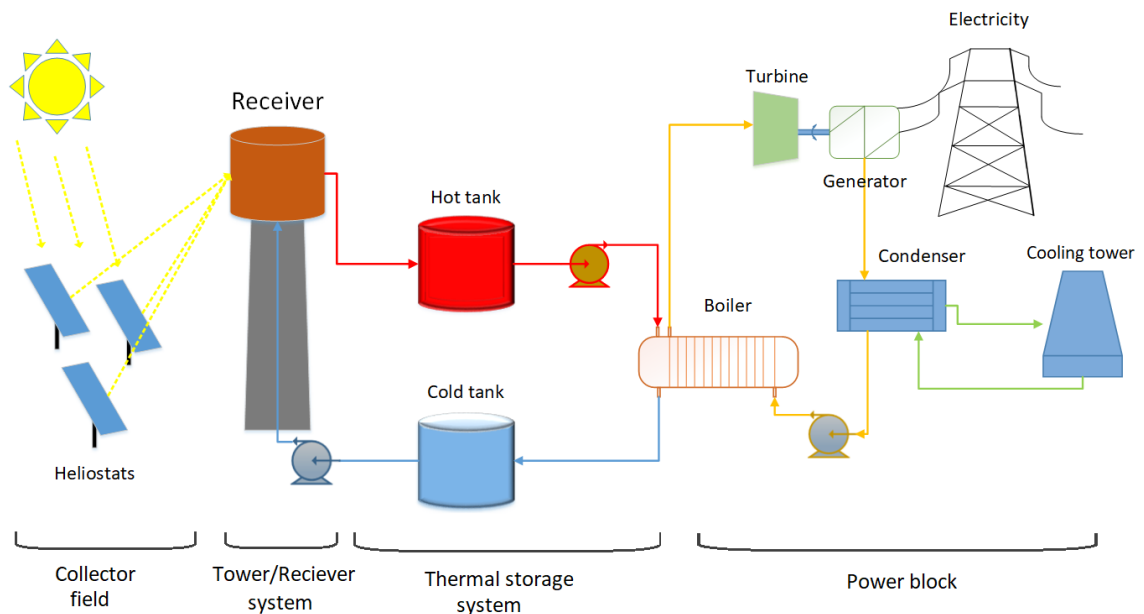 Electricity
Turbine
Receiver
Generator
Hot tank
Condenser
Cooling tower
Boiler
Cold tank
Heliostats
Collector
field
Tower/Reciever
system
Thermal storage
system
Power block